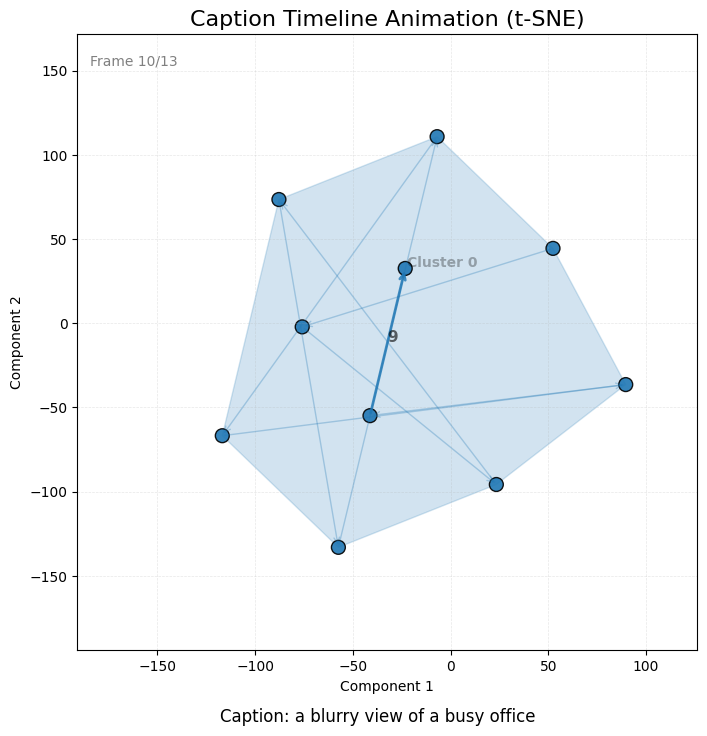 Caption Timeline Animation (t-SNE)
Frame 10/13
150
100
50
0
−50
−100
−150
Component 2
Cluster 0
9
−150
−100
−50
0
50
100
Component 1
Caption: a blurry view of a busy office